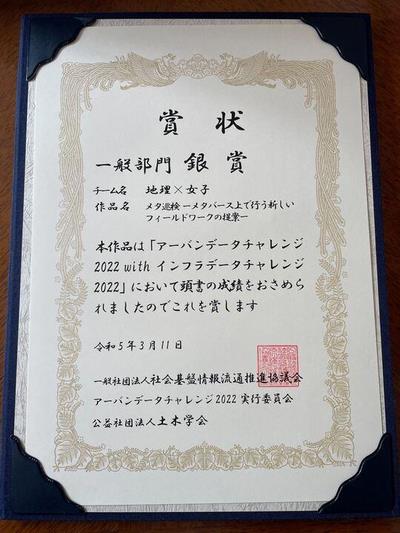 賞状
一般部門 銀賞
チーム名 地理×女子
作品名 メタ巡検ーメタバース上で行う新しい
フィールドワークの提案ー
本作品は「アーバンデータチャレンジ
2022 with インフラデータチャレンジ
2022」において頭書の成績をおさめら
れましたのでこれを賞します
令和5年3月11日
一般社団法人社会基盤情報流通推進協議会
アーバンデータチャレンジ2022実行委員会
公益社団法人土木学会